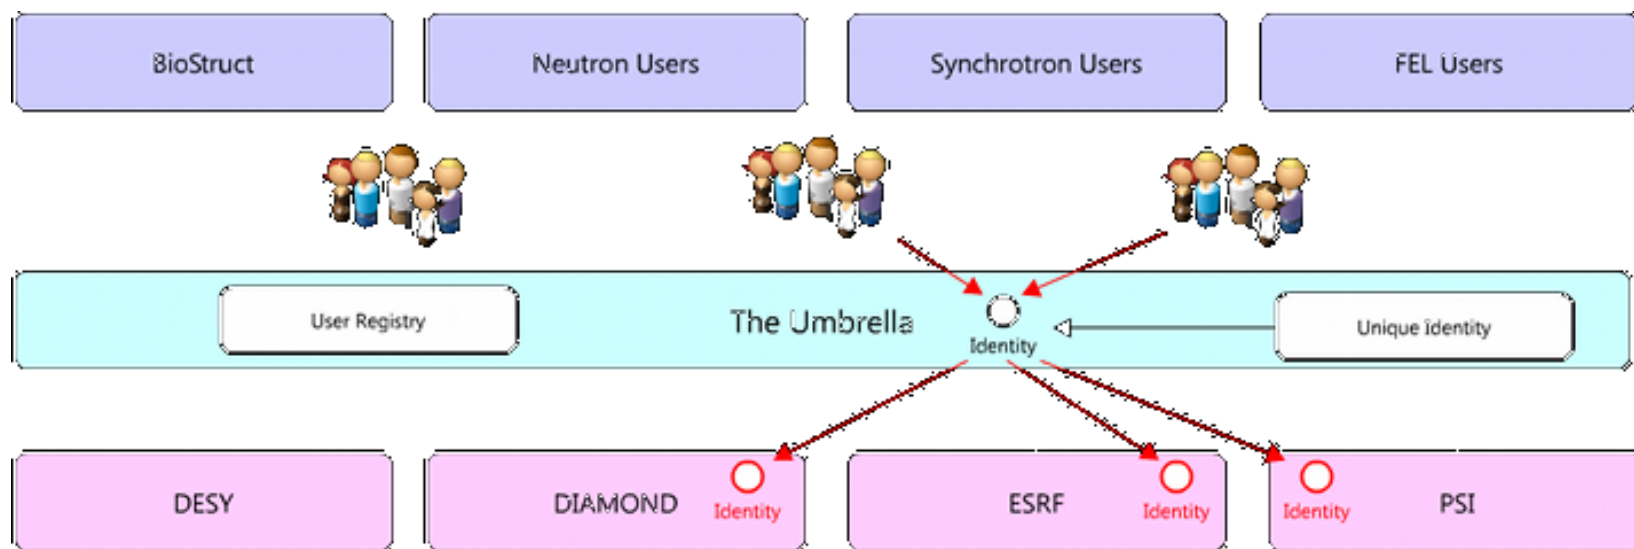 BioStruct
Neutron Users
Synchrotron Users
FEL Users
User Registry
The Umbrella
Identity
Unique Identity
DESY
DIAMOND
Identity
ESRF
Identity
Identity
PSI